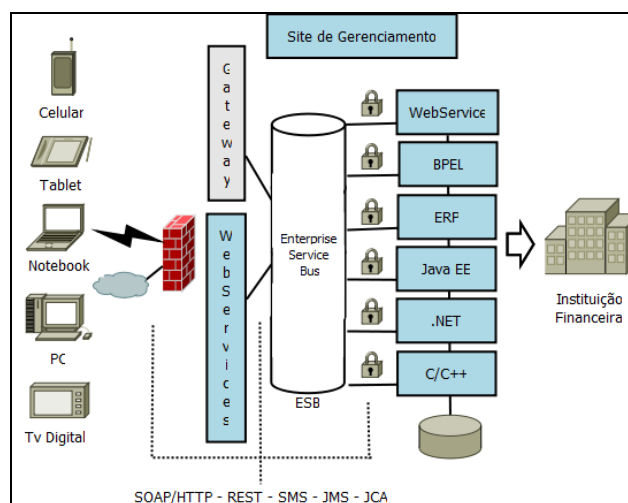 Site de Gerenciamento
Celular
Tablet
Notebook
PC
Tv Digital
Gateway
WebServices
Enterprise
Service
Bus
ESB
WebService
BPEL
ERF
Java EE
.NET
C/C++
Instituição
Financeira
SOAP/HTTP - REST - SMS - JMS - JCA